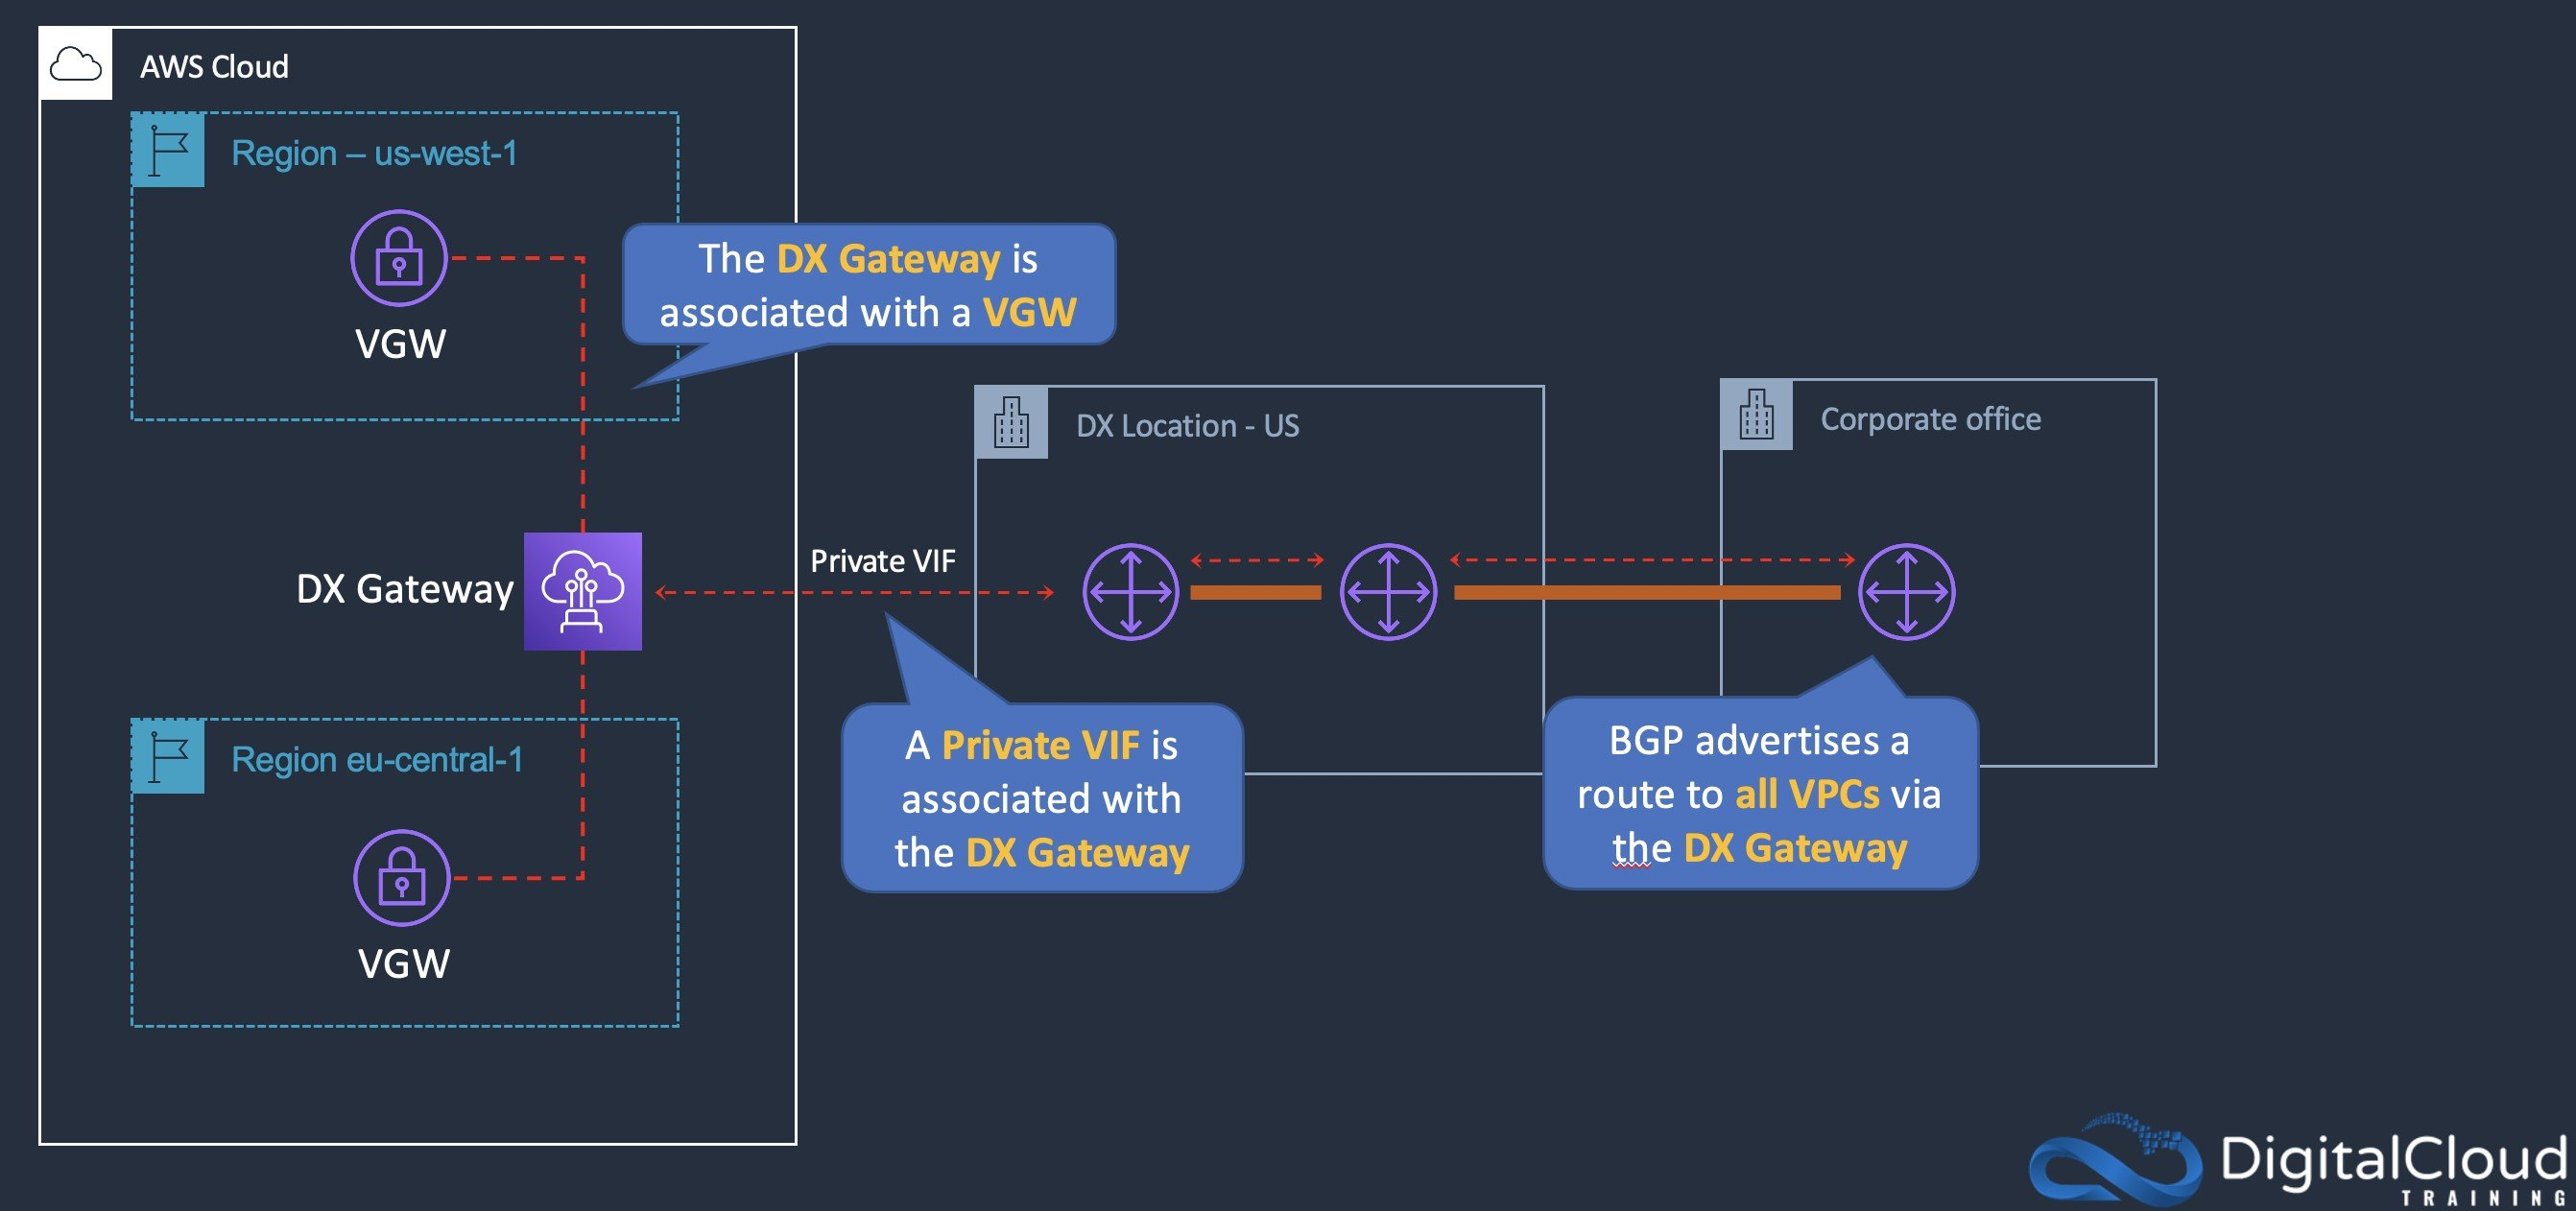 AWS Cloud
Region – us-west-1
VGW
The DX Gateway is
associated with a VGW
DX Gateway
Private VIF
DX Location - US
Corporate office
A Private VIF is
associated with
the DX Gateway
BGP advertises a
route to all VPCs via
the DX Gateway
Region eu-central-1
VGW
DigitalCloud
TRAINING